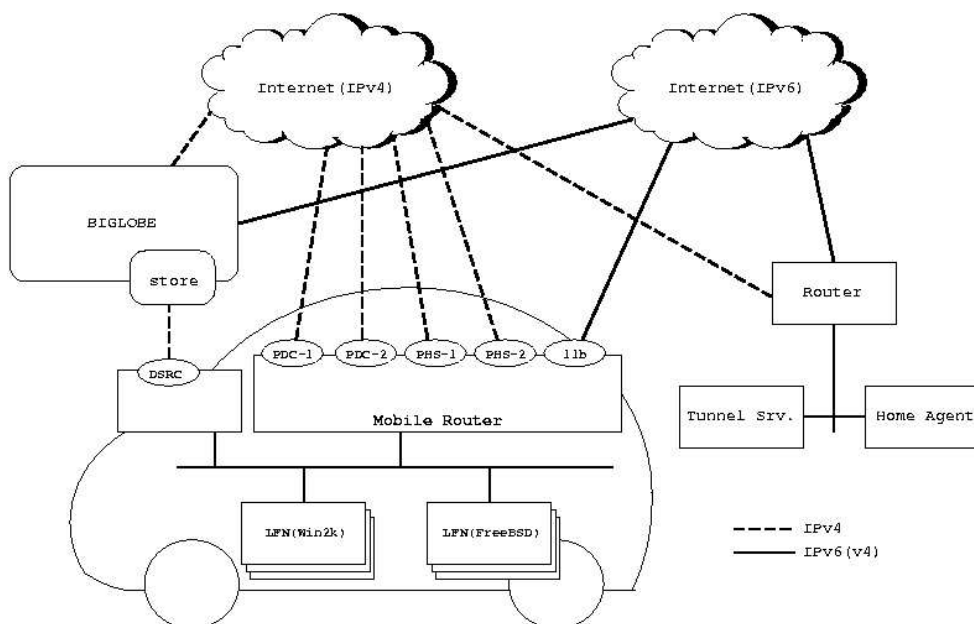 Internet(IPv4)
Internet(IPv6)
BIGLOBE
store
Router
PDC-1
PDC-2
PHS-1
PHS-2
11b
DSRC
Mobile Router
Tunnel Srv.
Home Agent
LFN(Win2k)
LFN(FreeBSD)
IPv4
IPv6(v4)